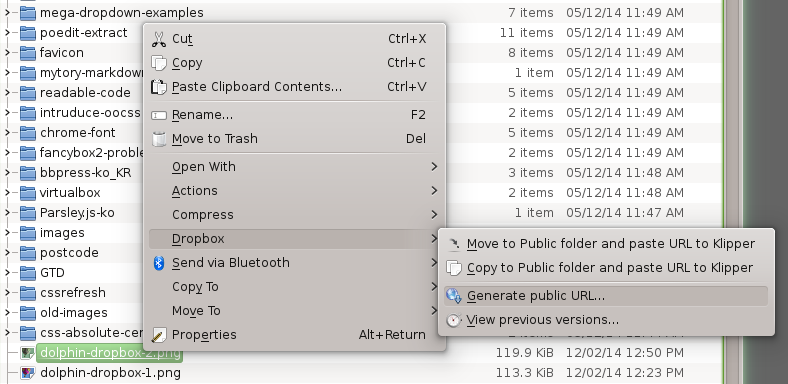 mega-dropdown-examples 7 items 05/12/14 11:49 AM
poedit-extract 11 items 05/12/14 11:49 AM
favicon 8 items 05/12/14 11:49 AM
1 item 05/12/14 11:49 AM
readable-code 5 items 05/12/14 11:49 AM
intruduce-oocss 2 items 05/12/14 11:49 AM
chrome-font 5 items 05/12/14 11:49 AM
2 items 05/12/14 11:49 AM
bbpress-ko_KR 3 items 05/12/14 11:48 AM
virtualbox 2 items 05/12/14 11:48 AM
Parsley.js-ko 1 item 05/12/14 11:47 AM
images
postcode
GTD
cssrefresh
old-images
dolphin-dropbox-2.png 119.9 KiB 12/02/14 12:50 PM
dolphin-dropbox-1.png 113.3 KiB 12/02/14 12:23 PM
Cut Ctrl+X
Copy Ctrl+C
Paste Clipboard Contents... Ctrl+V
Rename... F2
Move to Trash Del
Open With
Actions
Compress
Dropbox
Send via Bluetooth
Copy To
Move To
Properties Alt+Return
Move to Public folder and paste URL to Klipper
Copy to Public folder and paste URL to Klipper
Generate public URL...
View previous versions...